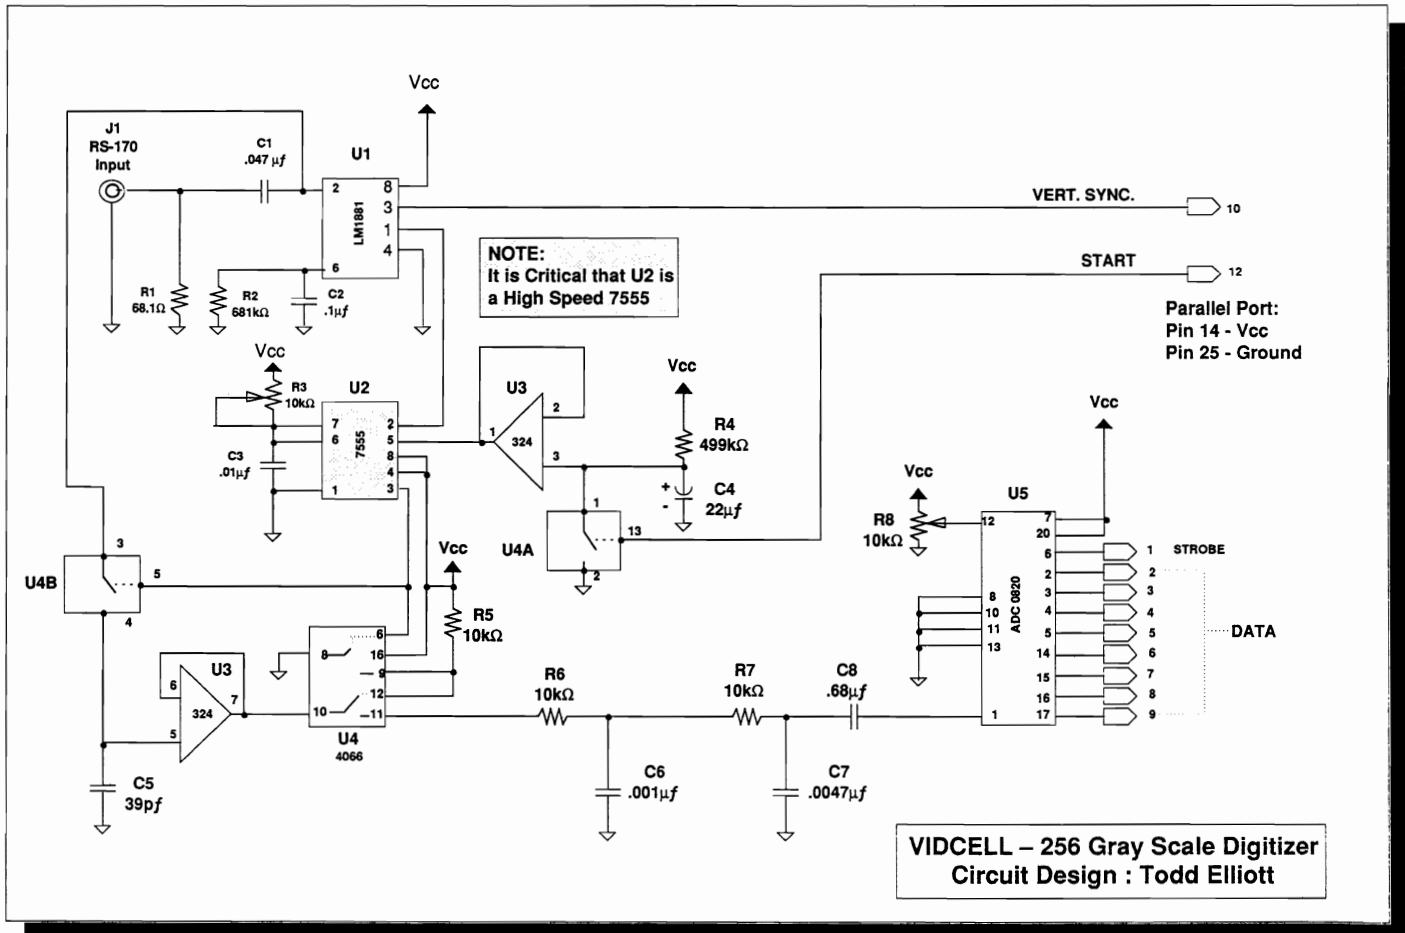 Vcc
J1
RS-170
Input
C1
.047 µf
U1
2
8
3
1
4
6
LM1881
VERT. SYNC.
10
START
12
NOTE:
It is Critical that U2 is
a High Speed 7555
R1
68.1Ω
R2
681kΩ
C2
.1µf
Parallel Port:
Pin 14 - Vcc
Pin 25 - Ground
Vcc
R3
10kΩ
U2
7
6
1
2
5
8
4
3
7555
C3
.01µf
U3
2
1
324
3
Vcc
R4
499kΩ
+
-
C4
22µf
1
U4A
13
2
Vcc
Vcc
R8
10kΩ
U5
12
7
20
6
2
3
4
5
14
15
16
17
8
10
11
13
1
ADC 0820
1 STROBE
2
3
4
5
6
7
8
9
DATA
3
U4B
5
4
Vcc
R5
10kΩ
6
8
16
9
12
10
11
U4
4066
U3
6
7
324
5
C5
39pf
R6
10kΩ
R7
10kΩ
C8
.68µf
C6
.001µf
C7
.0047µf
VIDCELL – 256 Gray Scale Digitizer
Circuit Design : Todd Elliott